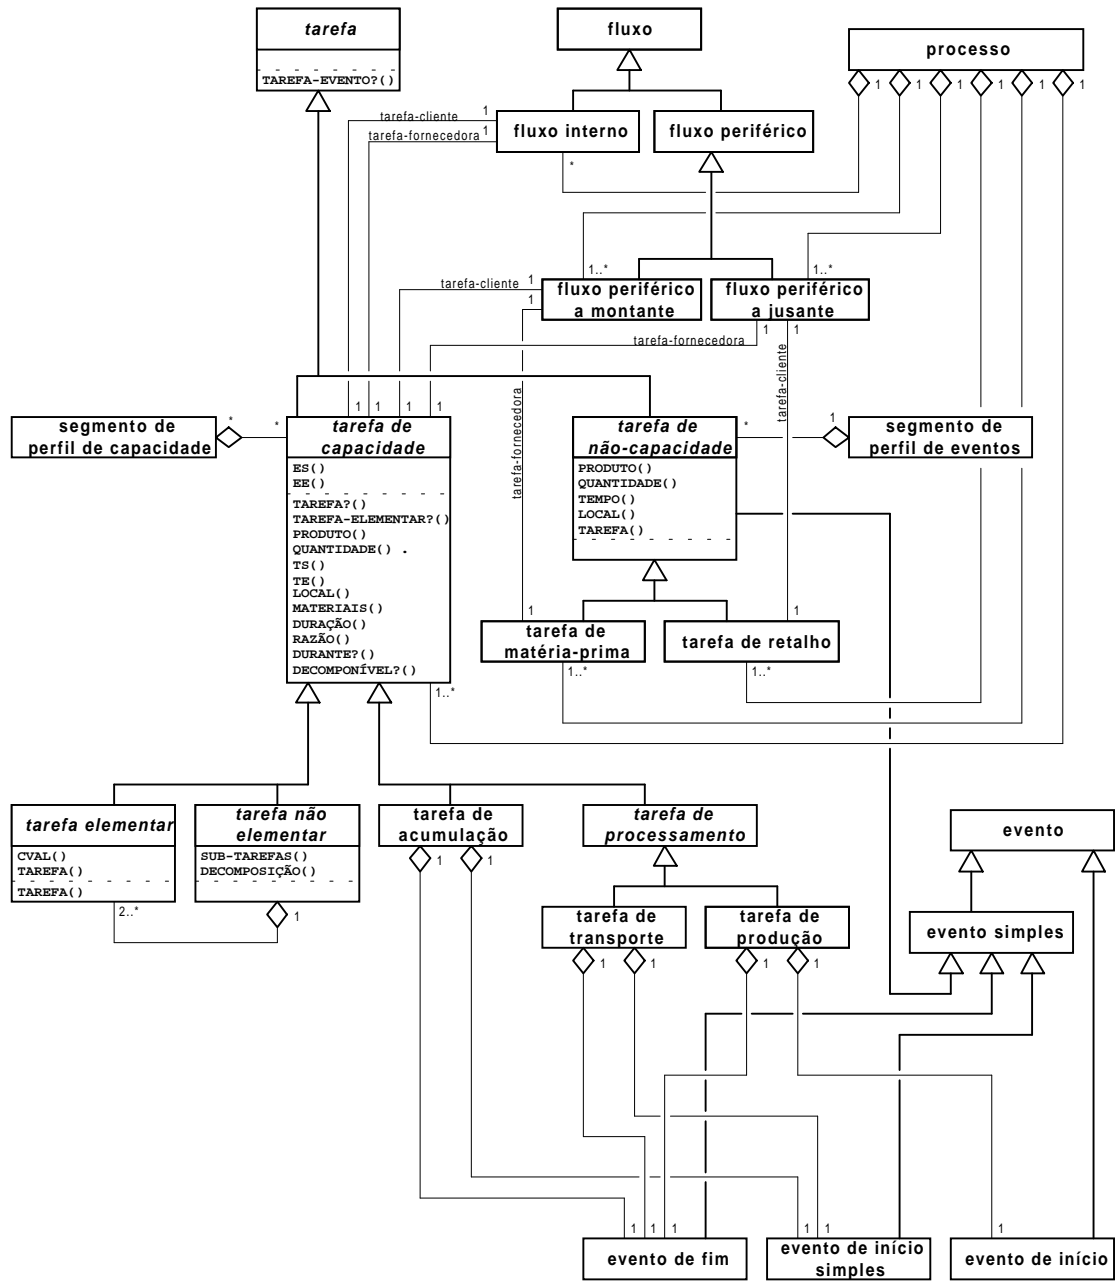 tarefa
TAREFA-EVENTO?()
fluxo
processo
1
1
1
1
1
1
tarefa-cliente
1
tarefa-fornecedora
1
fluxo interno
fluxo periférico
*
1..*
1..*
tarefa-cliente
1
1
fluxo periférico
a montante
fluxo periférico
a jusante
1
1
tarefa-fornecedora
tarefa-fornecedora
tarefa-cliente
1
1
1
1
segmento de
perfil de capacidade
*
*
tarefa de
capacidade
ES()
EE()
TAREFA?()
TAREFA-ELEMENTAR?()
PRODUTO()
QUANTIDADE() .
TS()
TE()
LOCAL()
MATERIAIS()
DURAÇÃO()
RAZÃO()
DURANTE?()
DECOMPONÍVEL?()
tarefa de
não-capacidade
PRODUTO()
QUANTIDADE()
TEMPO()
LOCAL()
TAREFA()
*
1
segmento de
perfil de eventos
1
1
tarefa de
matéria-prima
tarefa de retalho
1..*
1..*
1..*
tarefa elementar
CVAL()
TAREFA()
TAREFA()
tarefa não
elementar
SUB-TAREFAS()
DECOMPOSIÇÃO()
2..*
1
tarefa de
acumulação
tarefa de
processamento
evento
1
1
tarefa de
transporte
tarefa de
produção
evento simples
1
1
1
1
1
1
1
1
1
1
evento de fim
evento de início
simples
evento de início